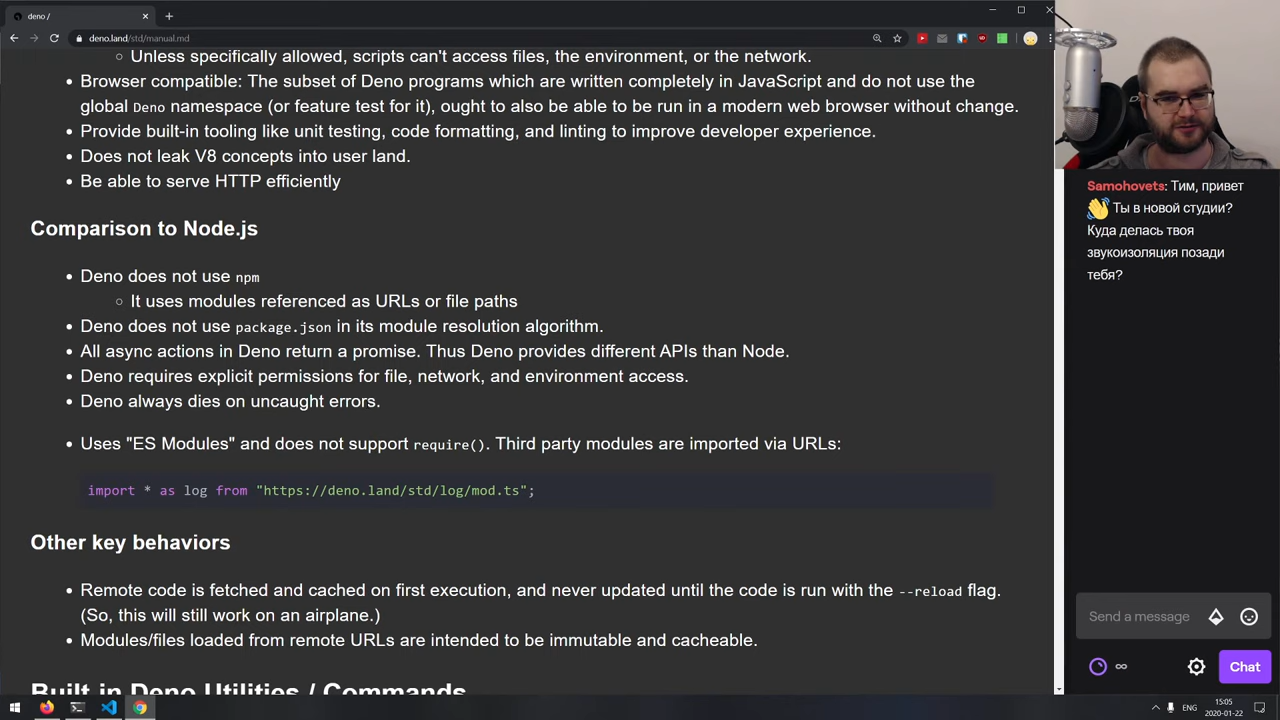 deno /
deno.land/std/manual.md
Unless specifically allowed, scripts can't access files, the environment, or the network.
Browser compatible: The subset of Deno programs which are written completely in JavaScript and do not use the
global Deno namespace (or feature test for it), ought to also be able to be run in a modern web browser without change.
Provide built-in tooling like unit testing, code formatting, and linting to improve developer experience.
Does not leak V8 concepts into user land.
Be able to serve HTTP efficiently
Comparison to Node.js
Deno does not use npm
It uses modules referenced as URLs or file paths
Deno does not use package.json in its module resolution algorithm.
All async actions in Deno return a promise. Thus Deno provides different APIs than Node.
Deno requires explicit permissions for file, network, and environment access.
Deno always dies on uncaught errors.
Uses "ES Modules" and does not support require(). Third party modules are imported via URLs:
import * as log from "https://deno.land/std/log/mod.ts";
Other key behaviors
Remote code is fetched and cached on first execution, and never updated until the code is run with the --reload flag.
(So, this will still work on an airplane.)
Modules/files loaded from remote URLs are intended to be immutable and cacheable.
Built in Deno Utilities / Commands
Samohovets: Тим, привет
👋 Ты в новой студии?
Куда делась твоя
звукоизоляция позади
тебя?
Send a message
∞
Chat
ENG
15:05
2020-01-22